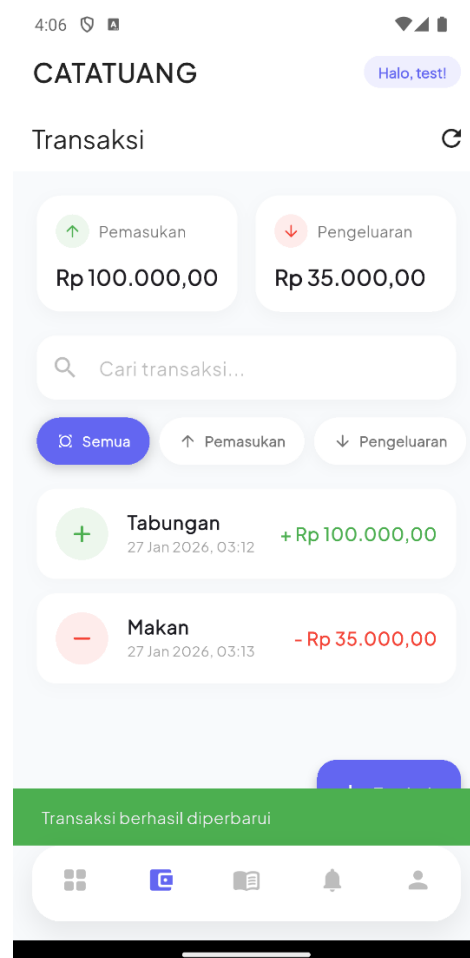 4:06
CATATUANG
Halo, test!
Transaksi
Pemasukan
Rp 100.000,00
Pengeluaran
Rp 35.000,00
Cari transaksi...
Semua
Pemasukan
Pengeluaran
Tabungan
27 Jan 2026, 03:12
+ Rp 100.000,00
Makan
27 Jan 2026, 03:13
- Rp 35.000,00
Transaksi berhasil diperbarui